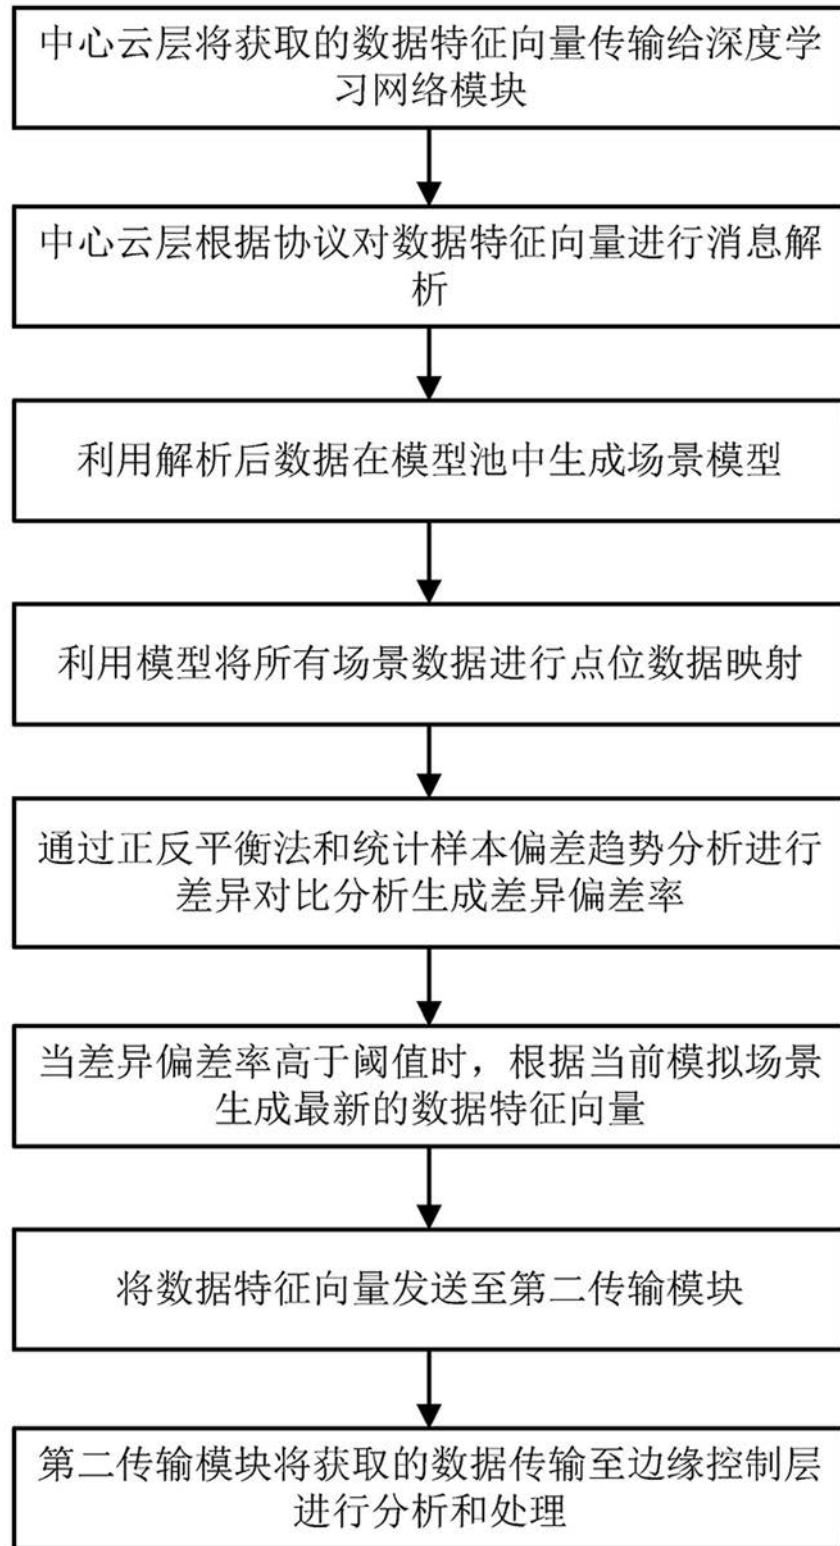 中心云层将获取的数据特征向量传输给深度学
习网络模块
中心云层根据协议对数据特征向量进行消息解
析
利用解析后数据在模型池中生成场景模型
利用模型将所有场景数据进行点位数据映射
通过正反平衡法和统计样本偏差趋势分析进行
差异对比分析生成差异偏差率
当差异偏差率高于阈值时，根据当前模拟场景
生成最新的数据特征向量
将数据特征向量发送至第二传输模块
第二传输模块将获取的数据传输至边缘控制层
进行分析和处理